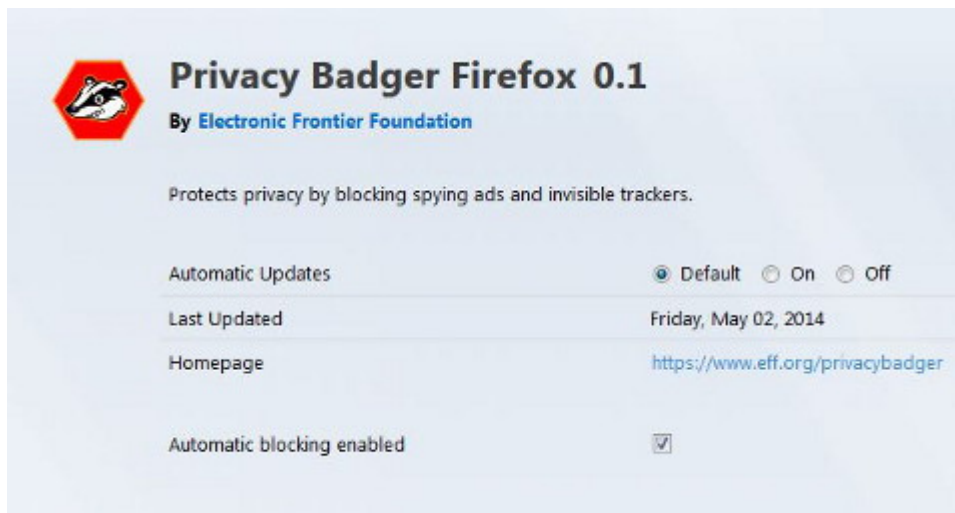 Privacy Badger Firefox 0.1
By Electronic Frontier Foundation
Protects privacy by blocking spying ads and invisible trackers.
Automatic Updates Default On Off
Last Updated Friday, May 02, 2014
Homepage https://www.eff.org/privacybadger
Automatic blocking enabled